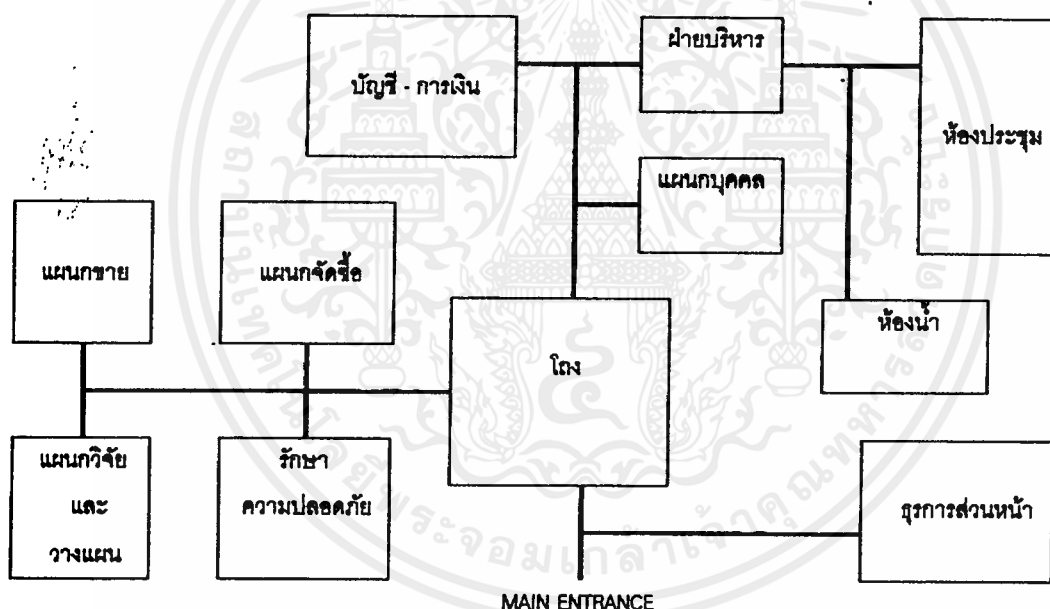 ฝ่ายบริหาร
บัญชี - การเงิน
ห้องประชุม
แผนกบุคคล
แผนกขาย
แผนกจัดซื้อ
ห้องน้ำ
โถง
แผนกวิจัย
และ
วางแผน
รักษา
ความปลอดภัย
ธุรการส่วนหน้า
MAIN ENTRANCE